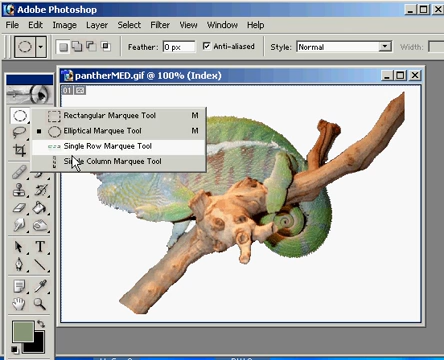 Adobe Photoshop
File Edit Image Layer Select Filter View Window Help
Feather: 0 px Anti-aliased Style: Normal Width:
pantherMED.gif @ 100% (Index)
01
Rectangular Marquee Tool M
Elliptical Marquee Tool M
Single Row Marquee Tool
Single Column Marquee Tool
T